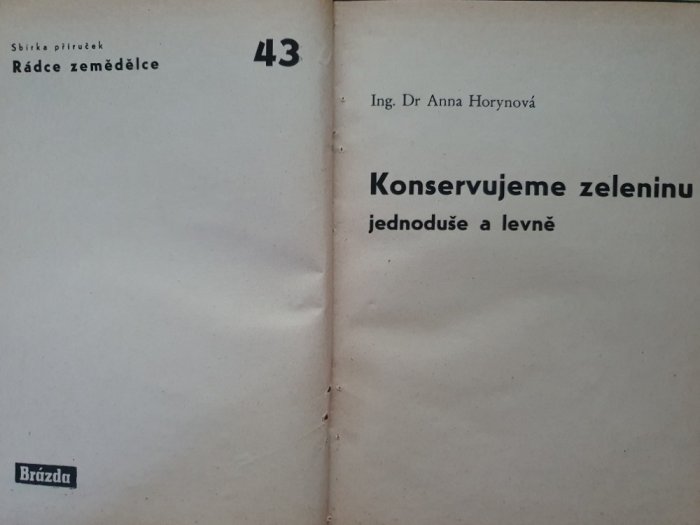 Sbírka příruček
Rádce zemědělce
43
Brázda
Ing. Dr Anna Horynová
Konservujeme zeleninu
jednoduše a levně